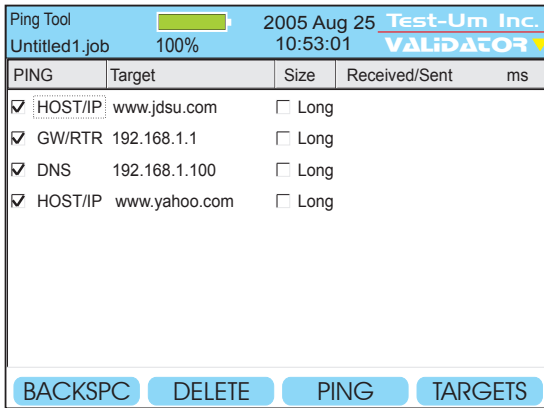 Ping Tool 2005 Aug 25 Test-Um Inc.
Untitled1.job 100% 10:53:01 VALiDATOR
PING Target Size Received/Sent ms
HOST/IP www.jdsu.com Long
GW/RTR 192.168.1.1 Long
DNS 192.168.1.100 Long
HOST/IP www.yahoo.com Long
BACKSPC DELETE PING TARGETS